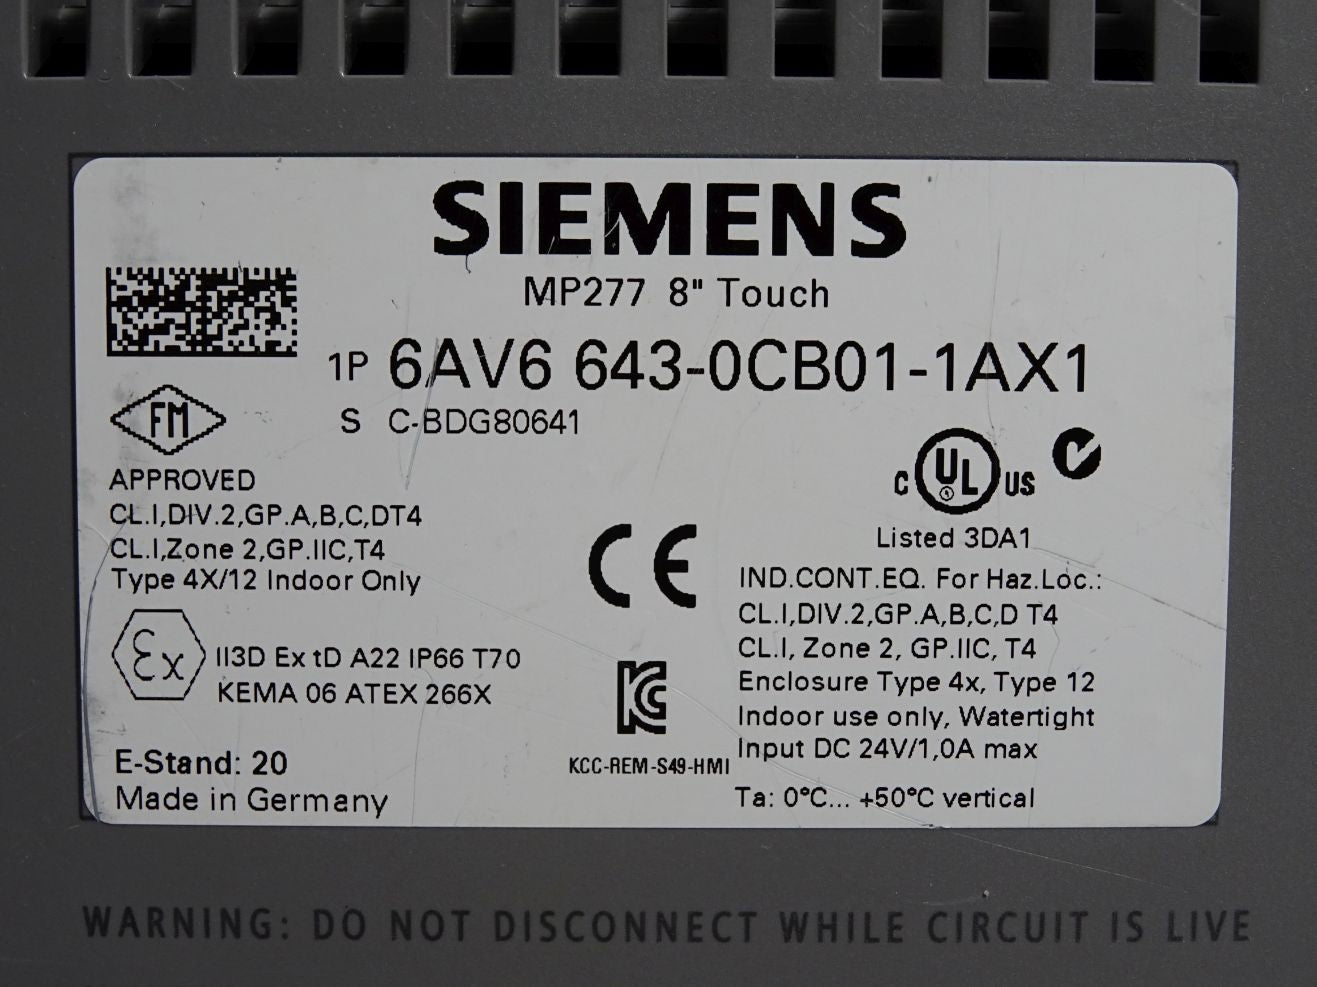 SIEMENS
MP277 8" Touch
1P 6AV6 643-0CB01-1AX1
S C-BDG80641
FM
APPROVED
CL.I,DIV.2,GP.A,B,C,DT4
CL.I,Zone 2,GP.IIC,T4
Type 4X/12 Indoor Only
Ex II3D Ex tD A22 IP66 T70
KEMA 06 ATEX 266X
E-Stand: 20
Made in Germany
CE
KC
KCC-REM-S49-HMI
C UL US
Listed 3DA1
IND.CONT.EQ. For Haz.Loc.:
CL.I,DIV.2,GP.A,B,C,D T4
CL.I, Zone 2, GP.IIC, T4
Enclosure Type 4x, Type 12
Indoor use only, Watertight
Input DC 24V/1,0A max
Ta: 0°C... +50°C vertical
WARNING: DO NOT DISCONNECT WHILE CIRCUIT IS LIVE